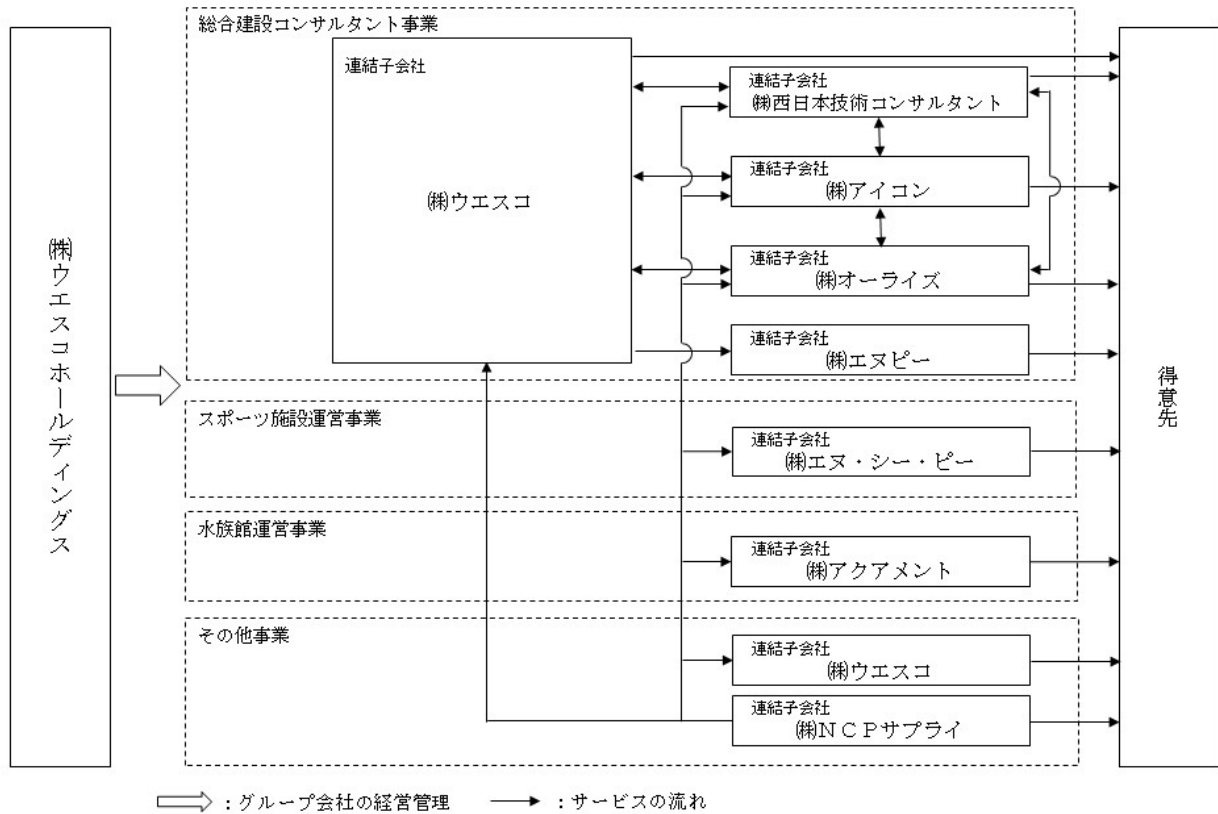 ㈱ウエスコホールディングス
総合建設コンサルタント事業
連結子会社
㈱ウエスコ
連結子会社
㈱西日本技術コンサルタント
連結子会社
㈱アイコン
連結子会社
㈱オーライズ
連結子会社
㈱エヌピー
スポーツ施設運営事業
連結子会社
㈱エヌ・シー・ピー
水族館運営事業
連結子会社
㈱アクアメント
その他事業
連結子会社
㈱ウエスコ
連結子会社
㈱ＮＣＰサプライ
得意先
：グループ会社の経営管理
：サービスの流れ